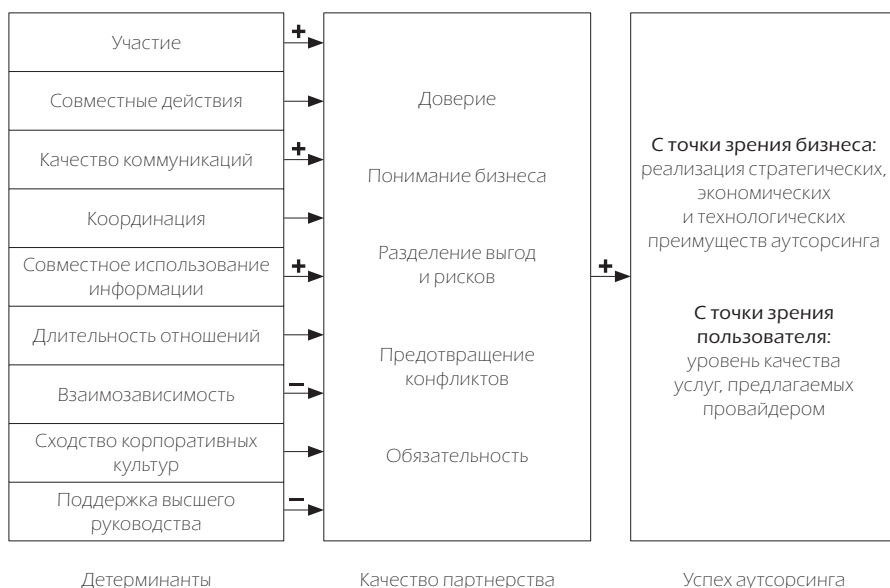 Участие
Совместные действия
Качество коммуникаций
Координация
Совместное использование
информации
Длительность отношений
Взаимозависимость
Сходство корпоративных
культур
Поддержка высшего
руководства
+
+
+
–
–
Доверие
Понимание бизнеса
Разделение выгод
и рисков
Предотвращение
конфликтов
Обязательность
+
С точки зрения бизнеса:
реализация стратегических,
экономических
и технологических
преимуществ аутсорсинга
С точки зрения
пользователя:
уровень качества
услуг, предлагаемых
провайдером
Детерминанты
Качество партнерства
Успех аутсорсинга